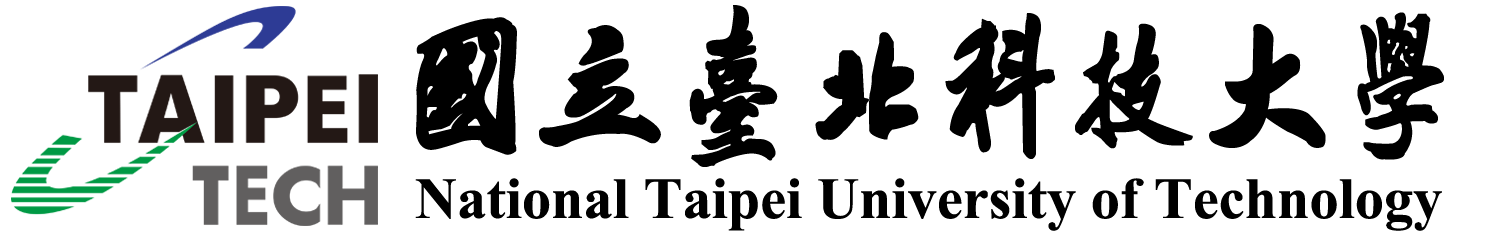 TAIPEI
TECH
國立臺北科技大學
National Taipei University of Technology